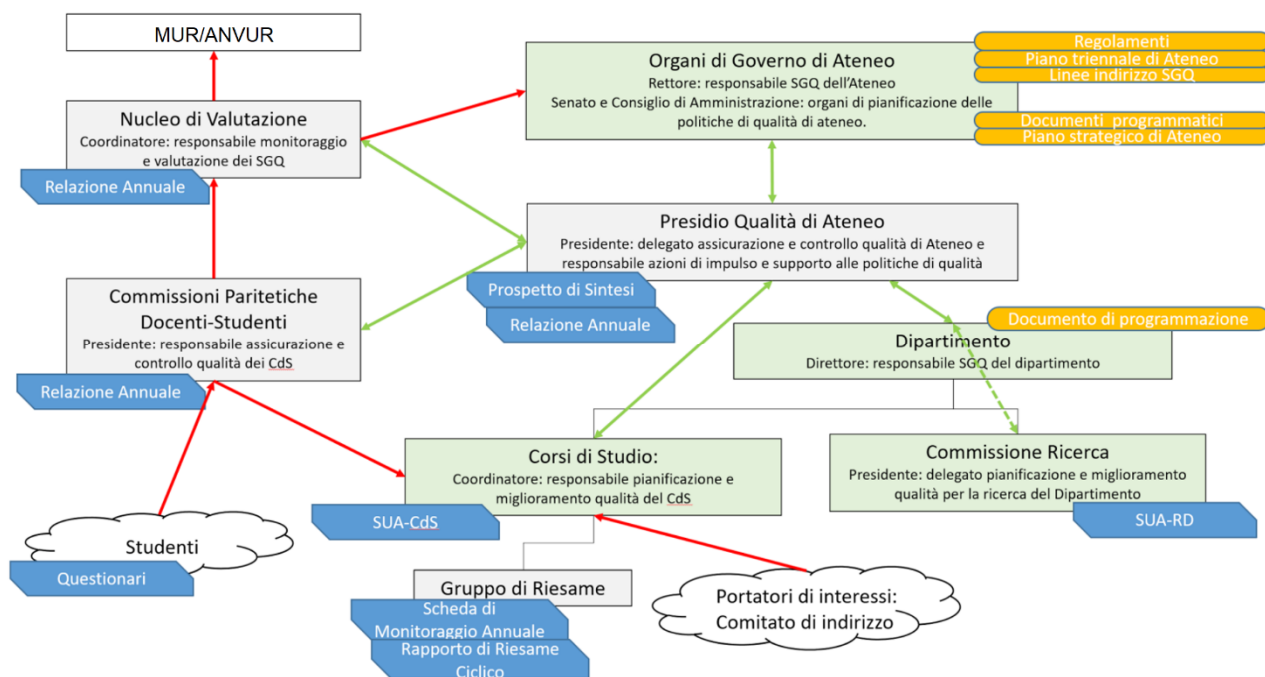 MUR/ANVUR
Organi di Governo di Ateneo
Rettore: responsabile SGQ dell'Ateneo
Senato e Consiglio di Amministrazione: organi di pianificazione delle
politiche di qualità di ateneo.
Regolamenti
Piano triennale di Ateneo
Linee indirizzo SGQ
Documenti programmatici
Piano strategico di Ateneo
Nucleo di Valutazione
Coordinatore: responsabile monitoraggio
e valutazione dei SGQ
Relazione Annuale
Presidio Qualità di Ateneo
Presidente: delegato assicurazione e controllo qualità di Ateneo e
responsabile azioni di impulso e supporto alle politiche di qualità
Prospetto di Sintesi
Relazione Annuale
Commissioni Paritetiche
Docenti-Studenti
Presidente: responsabile assicurazione e
controllo qualità dei CdS
Relazione Annuale
Documento di programmazione
Dipartimento
Direttore: responsabile SGQ del dipartimento
Corsi di Studio:
Coordinatore: responsabile pianificazione e
miglioramento qualità del CdS
SUA-CdS
Commissione Ricerca
Presidente: delegato pianificazione e miglioramento
qualità per la ricerca del Dipartimento
SUA-RD
Studenti
Questionari
Gruppo di Riesame
Scheda di
Monitoraggio Annuale
Rapporto di Riesame
Ciclico
Portatori di interessi:
Comitato di indirizzo